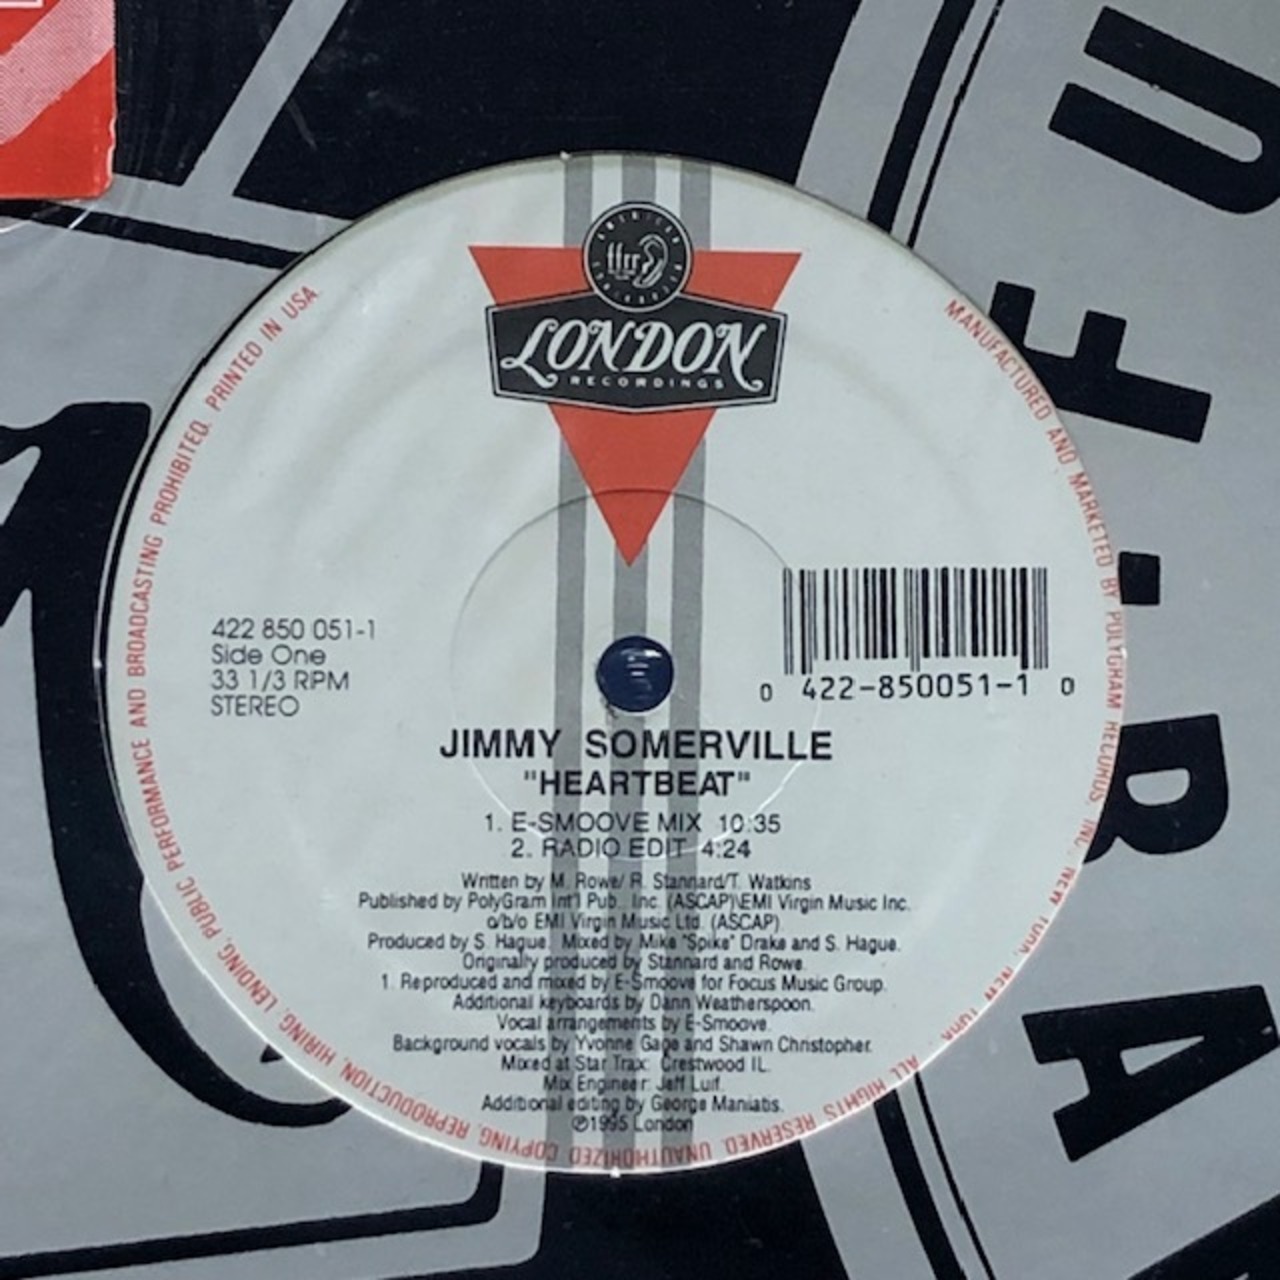 AMERICAN
ffrr
LONDON
RECORDINGS
422 850 051-1
Side One
33 1/3 RPM
STEREO
0 422-850051-1 0
JIMMY SOMERVILLE
"HEARTBEAT"
1. E-SMOOVE MIX 10:35
2. RADIO EDIT 4:24
Written by M. Rowe/ R. Stannard/T. Watkins
Published by PolyGram Int'l Pub., Inc. (ASCAP)\EMI Virgin Music Inc.
o/b/o EMI Virgin Music Ltd. (ASCAP)
Produced by S. Hague. Mixed by Mike "Spike" Drake and S. Hague.
Originally produced by Stannard and Rowe.
1. Reproduced and mixed by E-Smoove for Focus Music Group.
Additional keyboards by Dann Weatherspoon.
Vocal arrangements by E-Smoove.
Background vocals by Yvonne Gage and Shawn Christopher.
Mixed at Star Trax: Crestwood IL.
Mix Engineer: Jeff Luif.
Additional editing by George Maniatis.
℗1995 London
MANUFACTURED AND MARKETED BY POLYGRAM RECORDS, INC., NEW YORK, NEW YORK
ALL RIGHTS RESERVED. UNAUTHORIZED COPYING, REPRODUCTION, HIRING, LENDING, PUBLIC PERFORMANCE AND BROADCASTING PROHIBITED. PRINTED IN USA